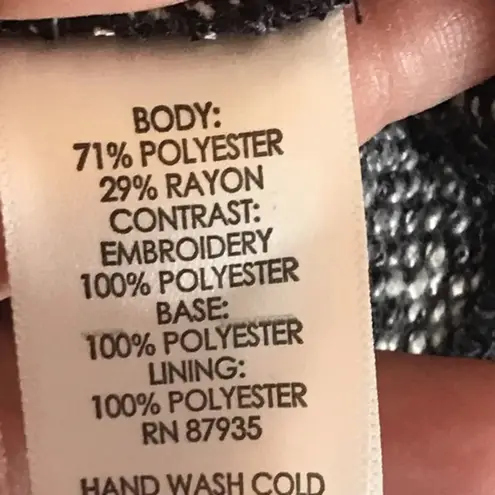 BODY:
71% POLYESTER
29% RAYON
CONTRAST:
EMBROIDERY
100% POLYESTER
BASE:
100% POLYESTER
LINING:
100% POLYESTER
RN 87935
HAND WASH COLD